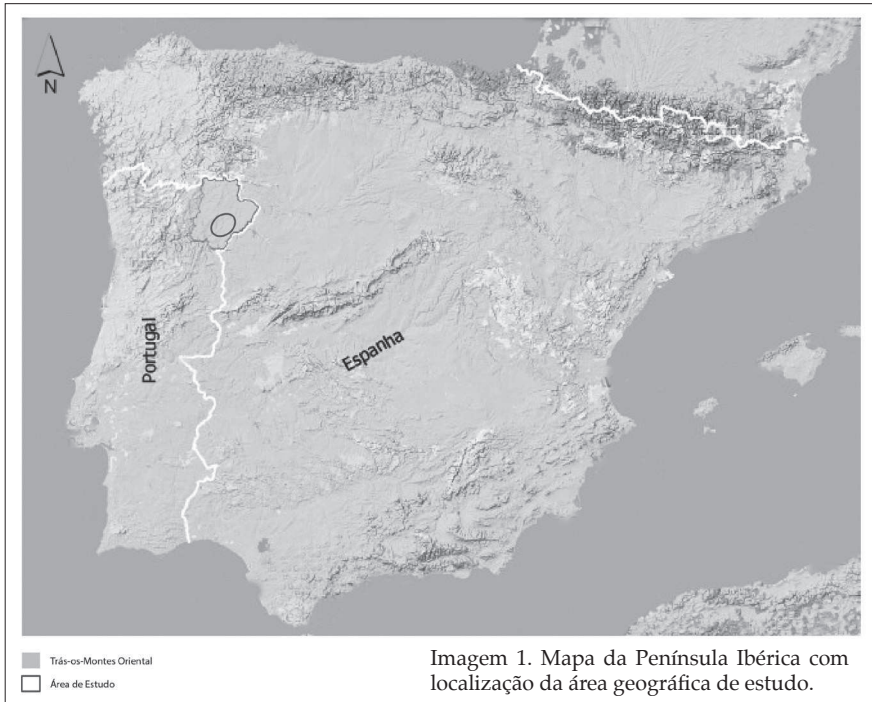 N
Portugal
Espanha
Trás-os-Montes Oriental
Área de Estudo
Imagem 1. Mapa da Península Ibérica com
localização da área geográfica de estudo.